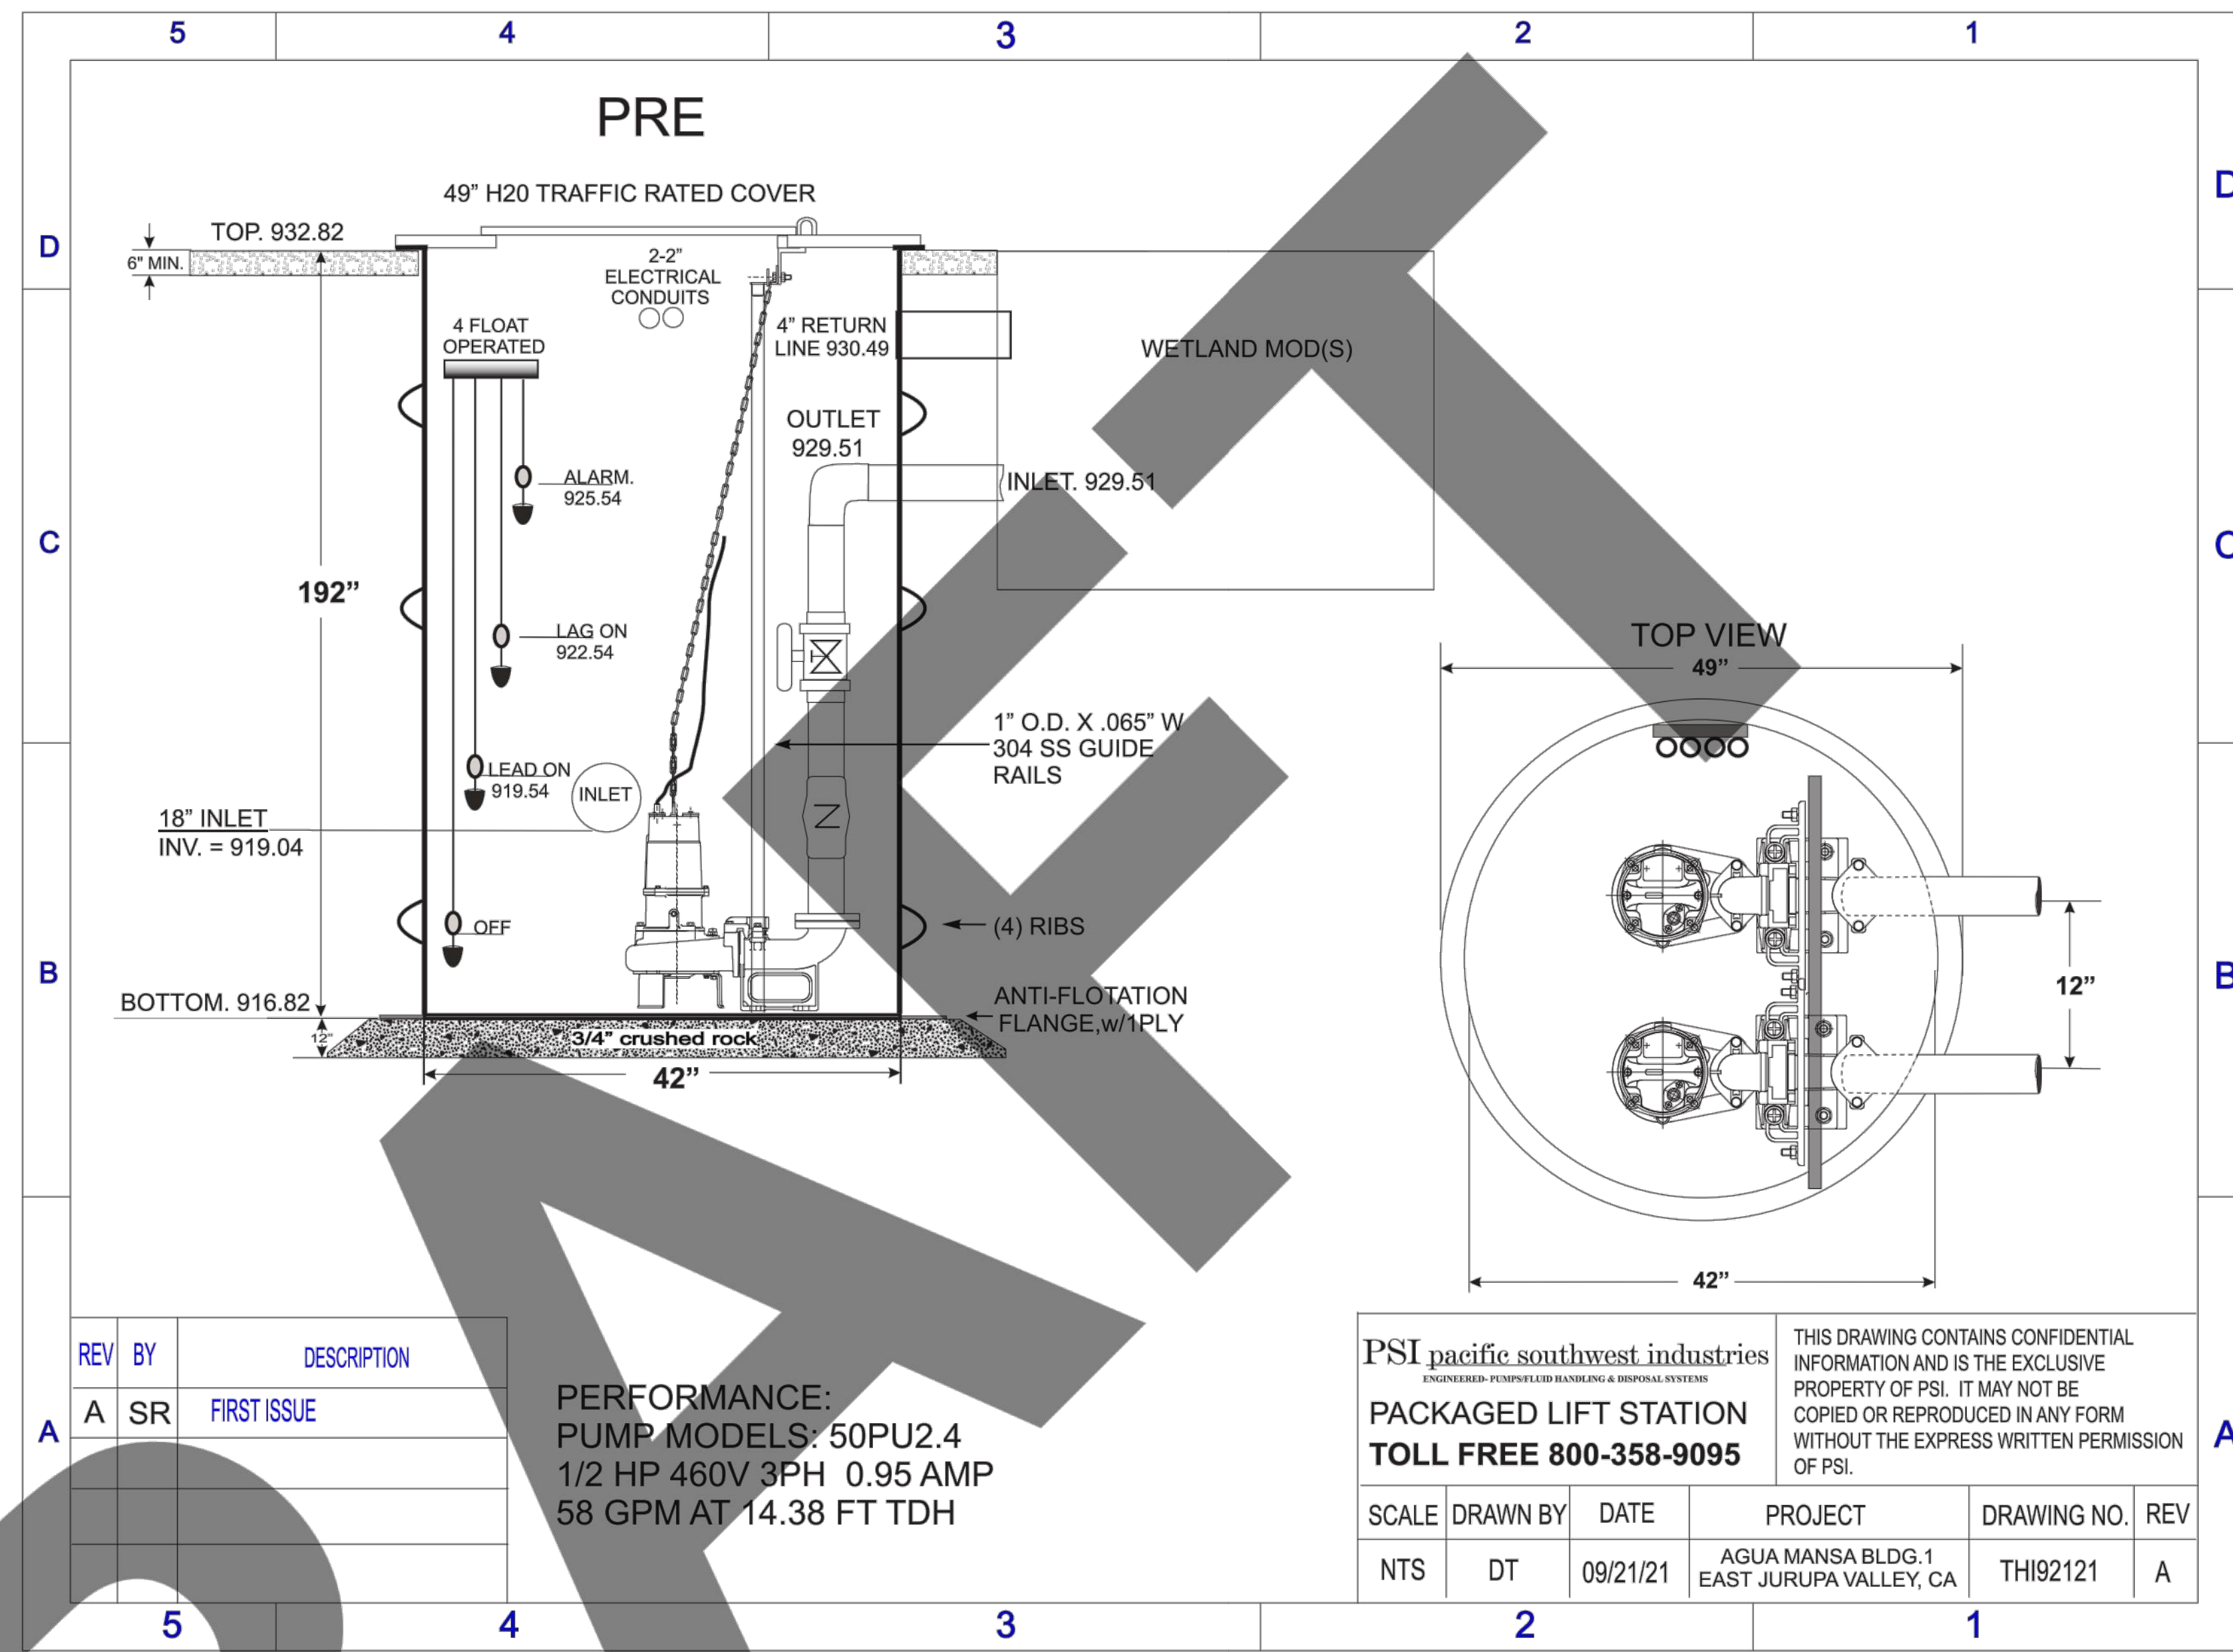 5 4 3 2 1
PRE
49” H20 TRAFFIC RATED COVER
D
D
TOP. 932.82
6" MIN.
2-2”
ELECTRICAL
CONDUITS
4 FLOAT
OPERATED
4” RETURN
LINE 930.49
WETLAND MOD(S)
OUTLET
929.51
INLET. 929.51
ALARM.
925.54
C
C
192”
LAG ON
922.54
TOP VIEW
49”
1” O.D. X .065” W
304 SS GUIDE
RAILS
LEAD ON
919.54
INLET
18” INLET
INV. = 919.04
Z
OFF
(4) RIBS
B
B
12”
BOTTOM. 916.82
ANTI-FLOTATION
FLANGE,w/1PLY
12”
3/4” crushed rock
42”
42”
REV BY DESCRIPTION
A SR FIRST ISSUE
A
A
PERFORMANCE:
PUMP MODELS: 50PU2.4
1/2 HP 460V 3PH 0.95 AMP
58 GPM AT 14.38 FT TDH
PSI pacific southwest industries
ENGINEERED- PUMPS/FLUID HANDLING & DISPOSAL SYSTEMS
PACKAGED LIFT STATION
TOLL FREE 800-358-9095
THIS DRAWING CONTAINS CONFIDENTIAL
INFORMATION AND IS THE EXCLUSIVE
PROPERTY OF PSI. IT MAY NOT BE
COPIED OR REPRODUCED IN ANY FORM
WITHOUT THE EXPRESS WRITTEN PERMISSION
OF PSI.
SCALE DRAWN BY DATE PROJECT DRAWING NO. REV
NTS DT 09/21/21 AGUA MANSA BLDG.1 THI92121 A
EAST JURUPA VALLEY, CA
5 4 3 2 1
AFT